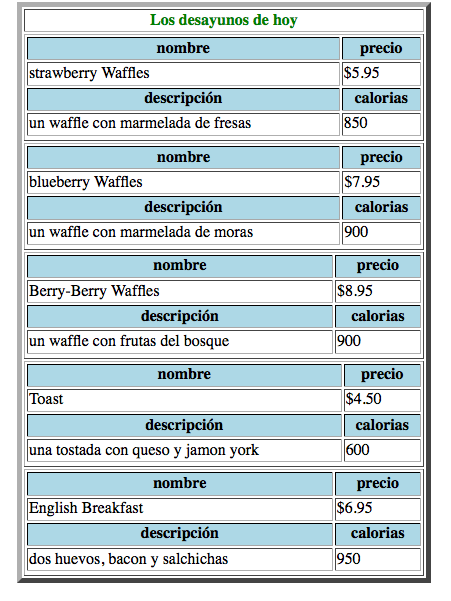 Los desayunos de hoy
nombre precio
strawberry Waffles $5.95
descripción calorias
un waffle con marmelada de fresas 850
nombre precio
blueberry Waffles $7.95
descripción calorias
un waffle con marmelada de moras 900
nombre precio
Berry-Berry Waffles $8.95
descripción calorias
un waffle con frutas del bosque 900
nombre precio
Toast $4.50
descripción calorias
una tostada con queso y jamon york 600
nombre precio
English Breakfast $6.95
descripción calorias
dos huevos, bacon y salchichas 950